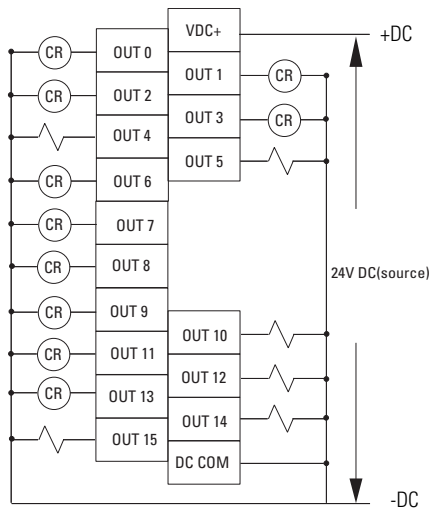 VDC+
+DC
CR OUT 0
OUT 1 CR
CR OUT 2
OUT 3 CR
OUT 4
OUT 5
CR OUT 6
CR OUT 7
CR OUT 8
24V DC(source)
CR OUT 9
OUT 10
CR OUT 11
OUT 12
CR OUT 13
OUT 14
OUT 15
DC COM
-DC